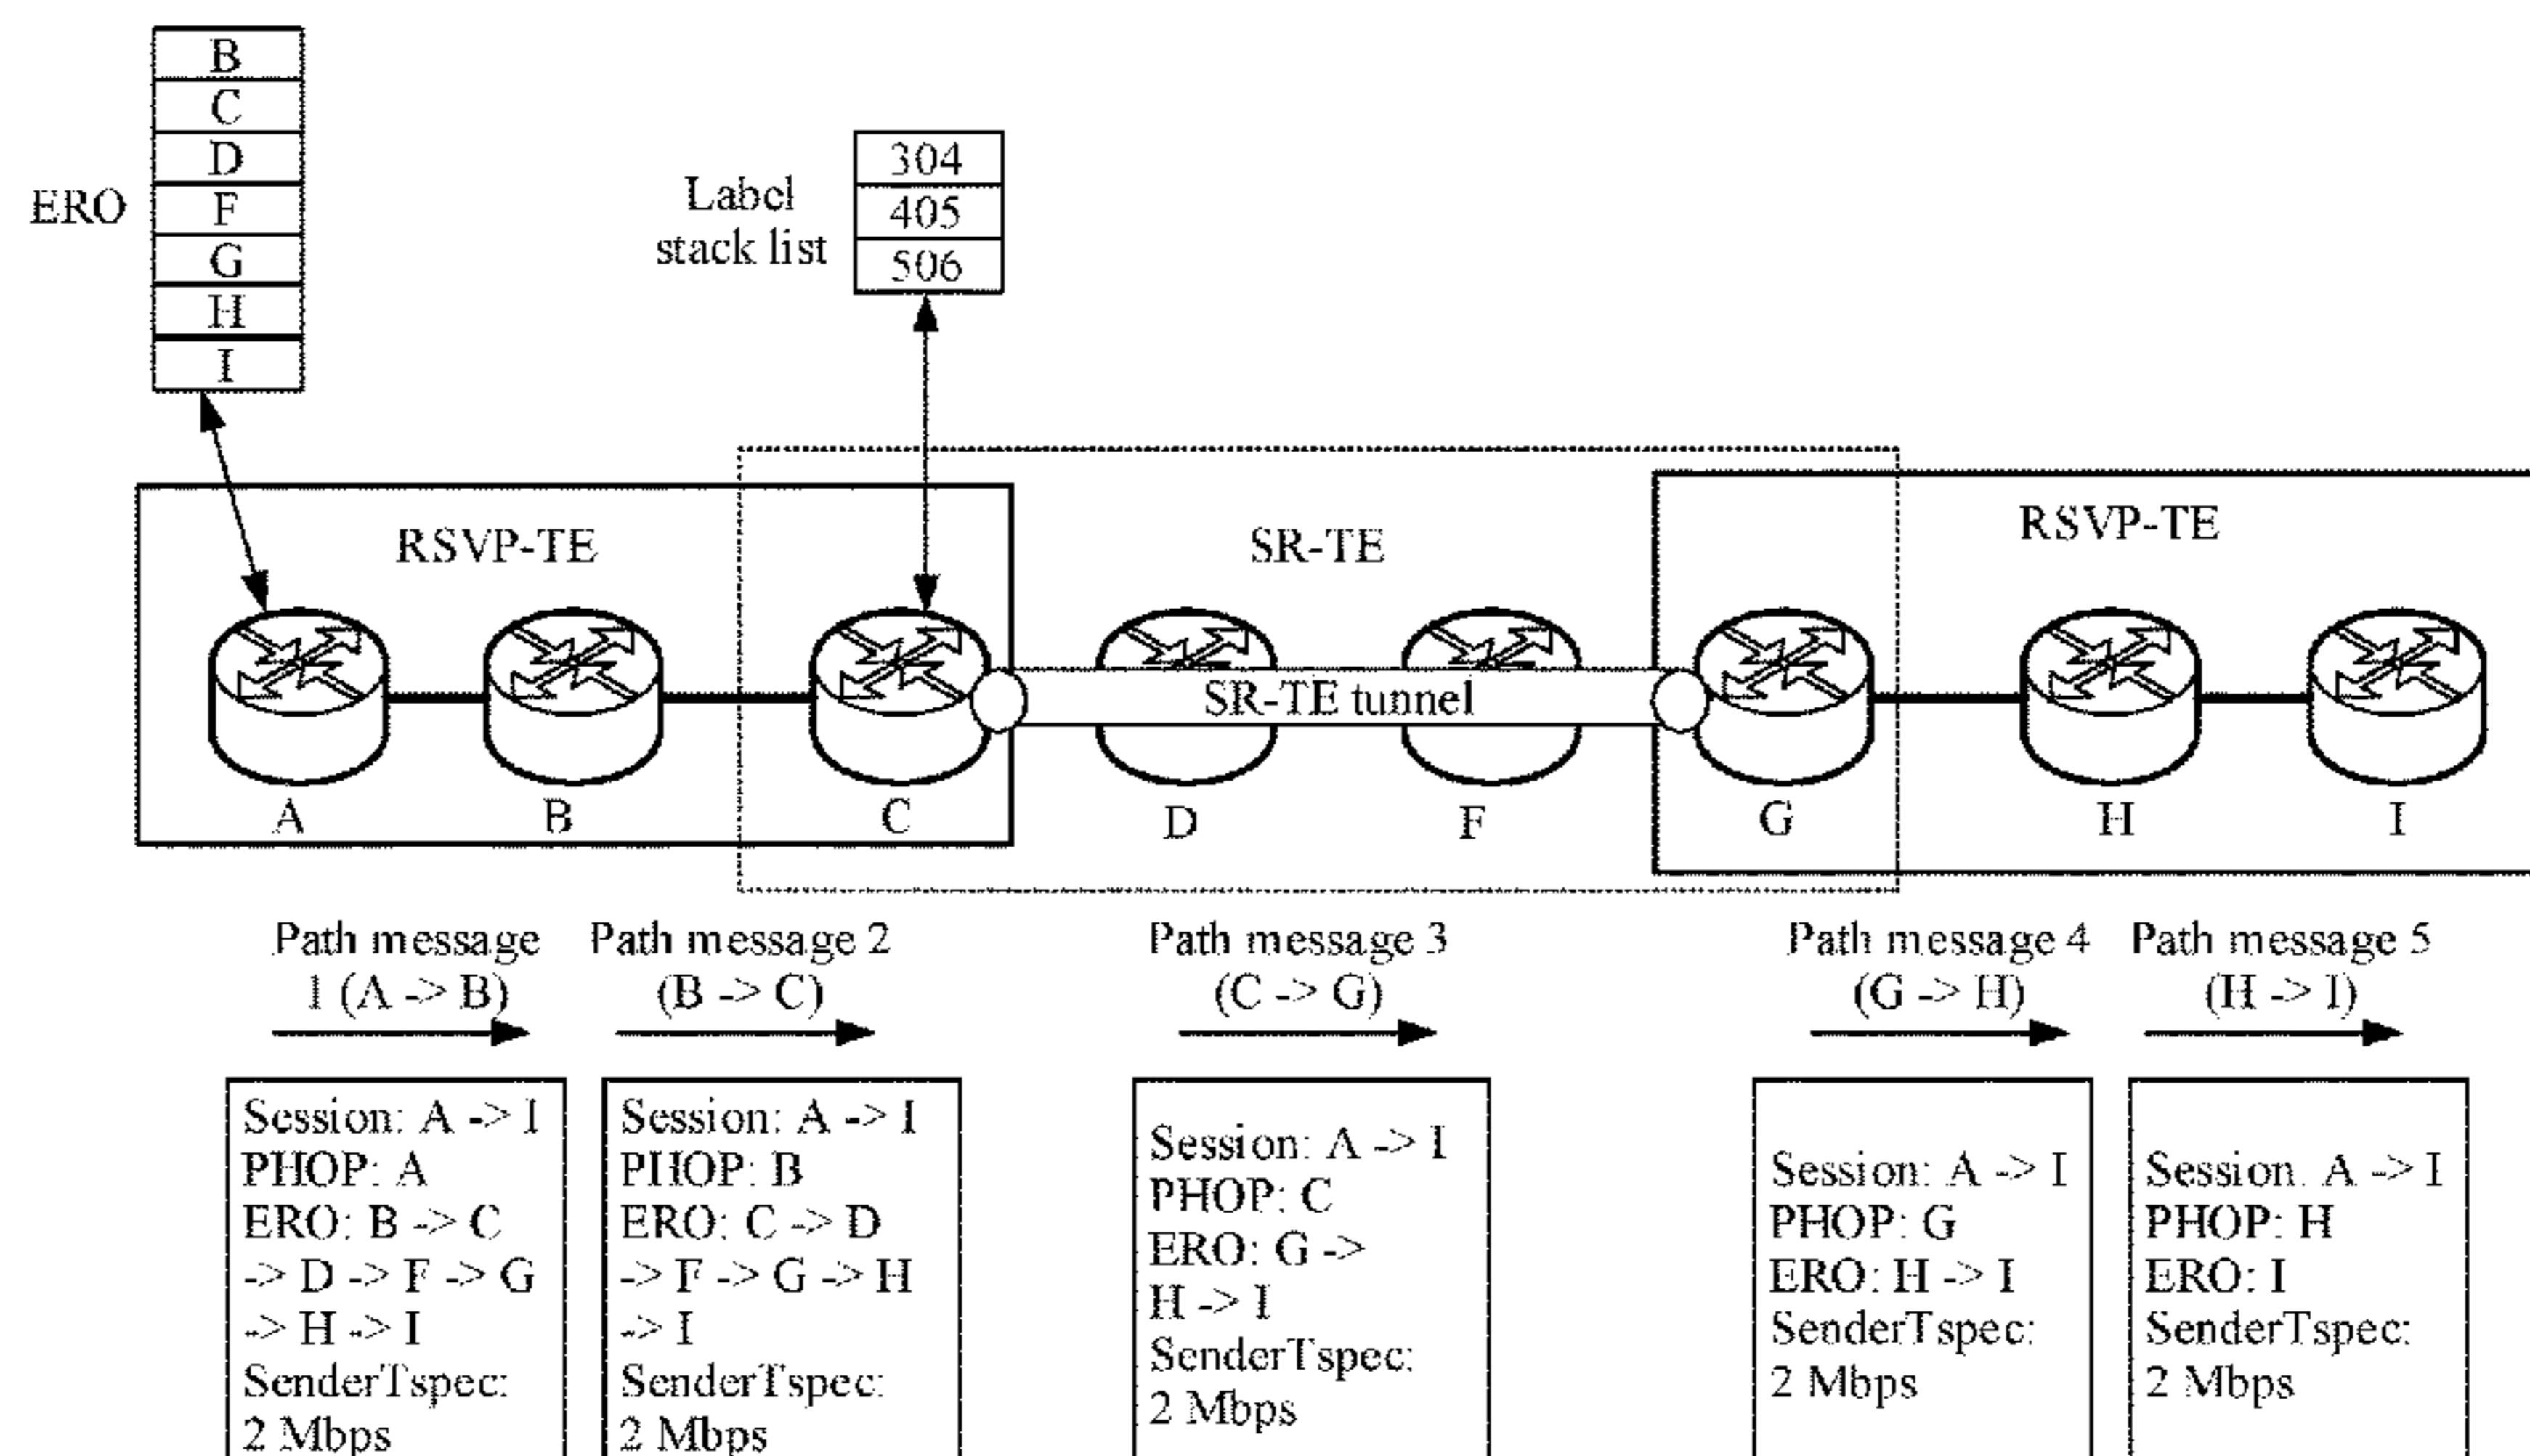 B
C
D
F
G
H
I
ERO
304
405
506
Label
stack list
RSVP-TE
SR-TE
RSVP-TE
SR-TE tunnel
A
B
C
D
F
G
H
I
Path message
1 (A -> B)
Path message 2
(B -> C)
Path message 3
(C -> G)
Path message 4
(G -> H)
Path message 5
(H -> I)
Session: A -> I
PHOP: A
ERO: B -> C
-> D -> F -> G
-> H -> I
SenderTspec:
2 Mbps
Session: A -> I
PHOP: B
ERO: C -> D
-> F -> G -> H
-> I
SenderTspec:
2 Mbps
Session: A -> I
PHOP: C
ERO: G ->
H -> I
SenderTspec:
2 Mbps
Session: A -> I
PHOP: G
ERO: H -> I
SenderTspec:
2 Mbps
Session: A -> I
PHOP: H
ERO: I
SenderTspec:
2 Mbps